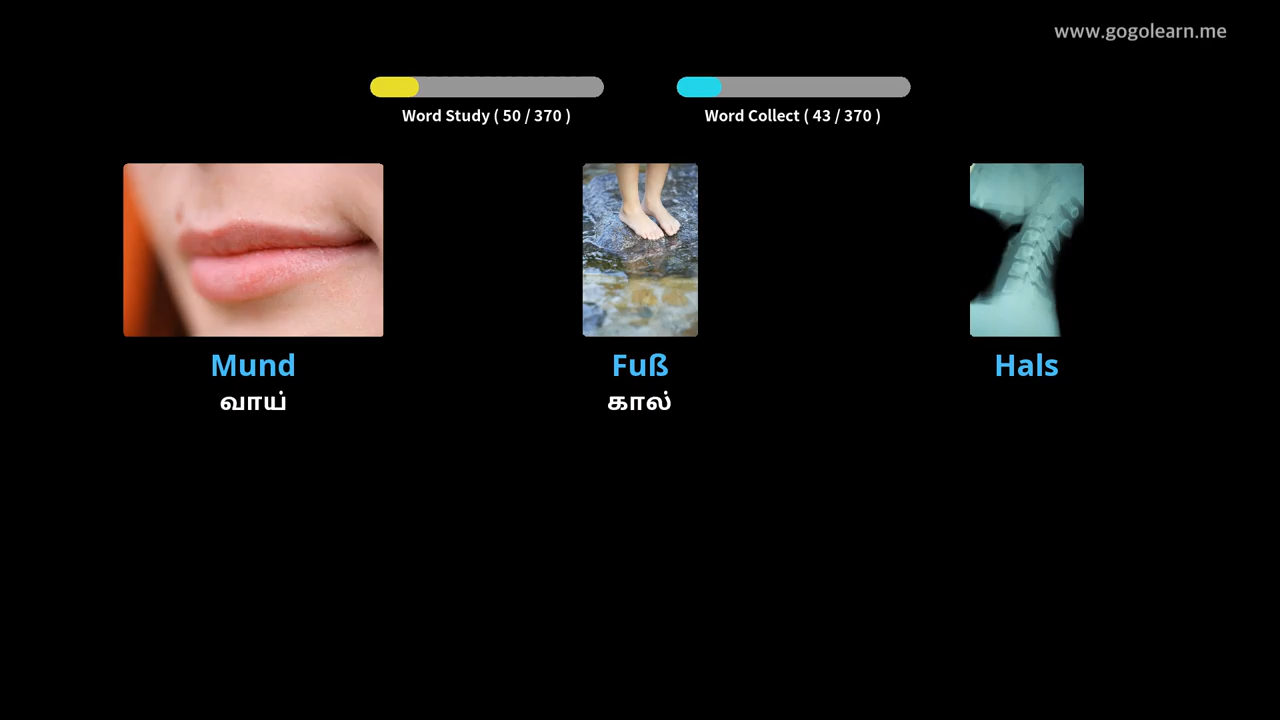 www.gogolearn.me
Word Study ( 50 / 370 )
Word Collect ( 43 / 370 )
Mund
Fuß
Hals
வாய்
கால்